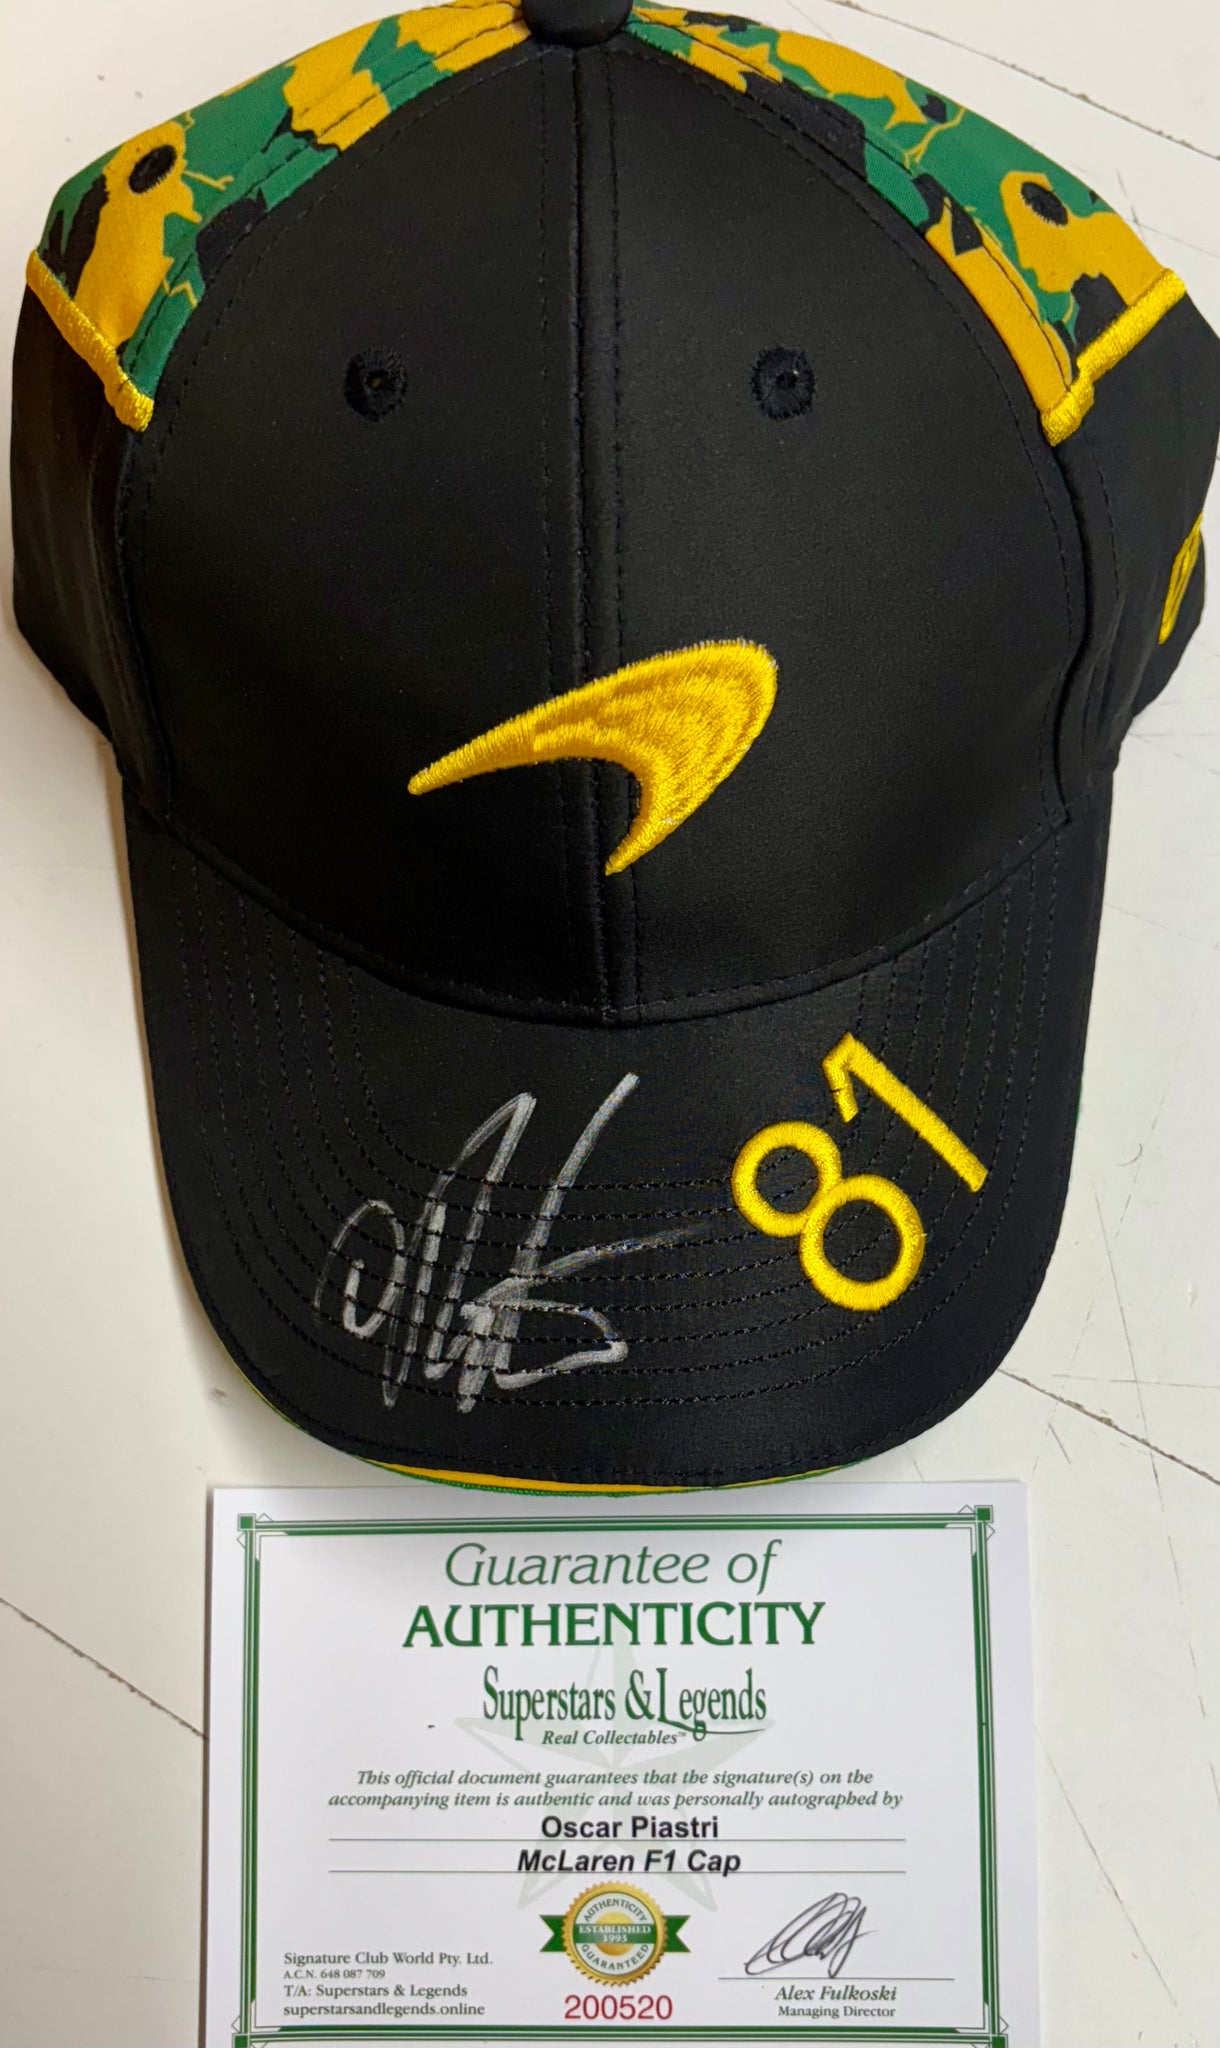 81
Guarantee of
AUTHENTICITY
Superstars & Legends
Real Collectables™
This official document guarantees that the signature(s) on the
accompanying item is authentic and was personally autographed by
Oscar Piastri
McLaren F1 Cap
AUTHENTICITY
ESTABLISHED
1993
GUARANTEED
200520
Signature Club World Pty. Ltd.
A.C.N. 648 087 709
T/A: Superstars & Legends
superstarsandlegends.online
Alex Fulkoski
Managing Director